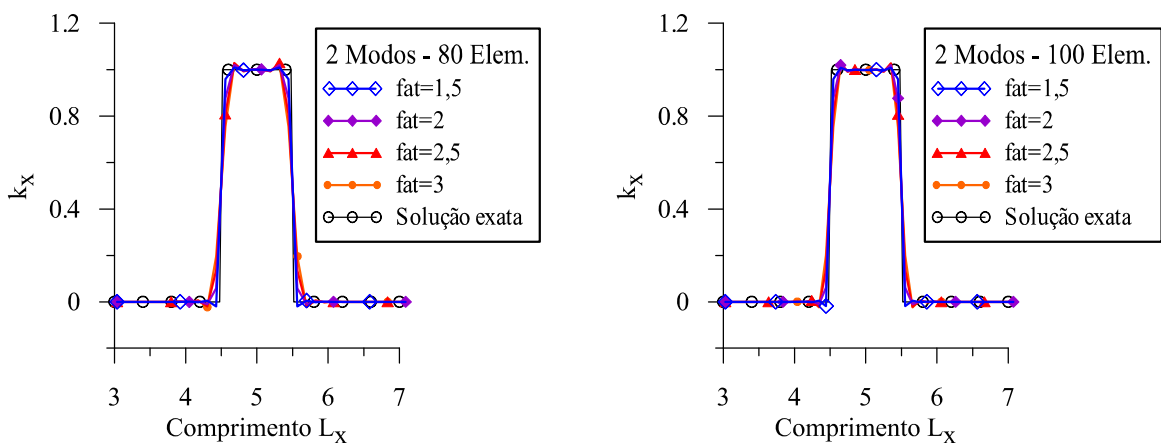 1.2
0.8
0.4
0
k_x
3 4 5 6 7
Comprimento L_x
2 Modos - 80 Elem.
fat=1,5
fat=2
fat=2,5
fat=3
Solução exata
1.2
0.8
0.4
0
k_x
3 4 5 6 7
Comprimento L_x
2 Modos - 100 Elem.
fat=1,5
fat=2
fat=2,5
fat=3
Solução exata